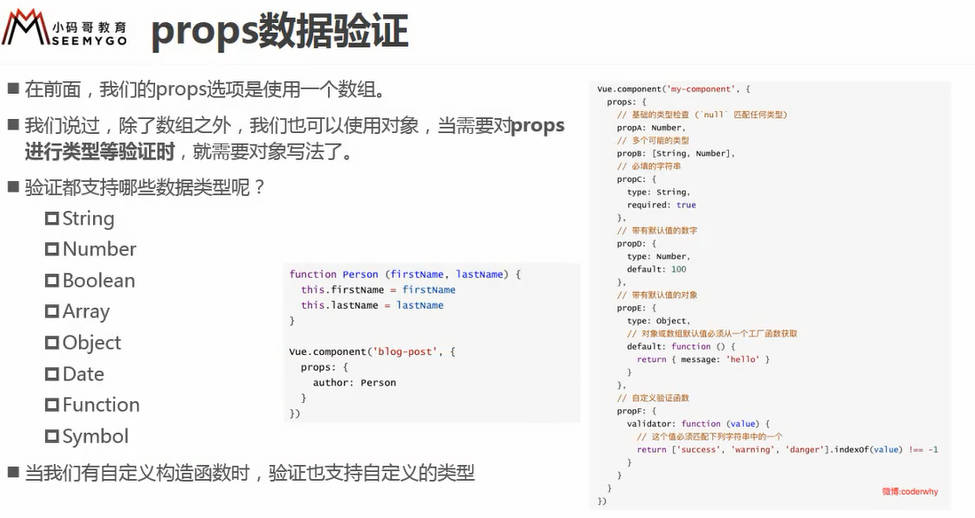 小码哥教育
SEEMYGO
props数据验证
■ 在前面，我们的props选项是使用一个数组。
■ 我们说过，除了数组之外，我们也可以使用对象，当需要对props
进行类型等验证时，就需要对象写法了。
■ 验证都支持哪些数据类型呢？
String
Number
Boolean
Array
Object
Date
Function
Symbol
■ 当我们有自定义构造函数时，验证也支持自定义的类型
function Person (firstName, lastName) {
  this.firstName = firstName
  this.lastName = lastName
}
Vue.component('blog-post', {
  props: {
    author: Person
  }
})
Vue.component('my-component', {
  props: {
    // 基础的类型检查 (`null` 匹配任何类型)
    propA: Number,
    // 多个可能的类型
    propB: [String, Number],
    // 必填的字符串
    propC: {
      type: String,
      required: true
    },
    // 带有默认值的数字
    propD: {
      type: Number,
      default: 100
    },
    // 带有默认值的对象
    propE: {
      type: Object,
      // 对象或数组默认值必须从一个工厂函数获取
      default: function () {
        return { message: 'hello' }
      }
    },
    // 自定义验证函数
    propF: {
      validator: function (value) {
        // 这个值必须匹配下列字符串中的一个
        return ['success', 'warning', 'danger'].indexOf(value) !== -1
      }
    }
  }
})
微博:coderwhy